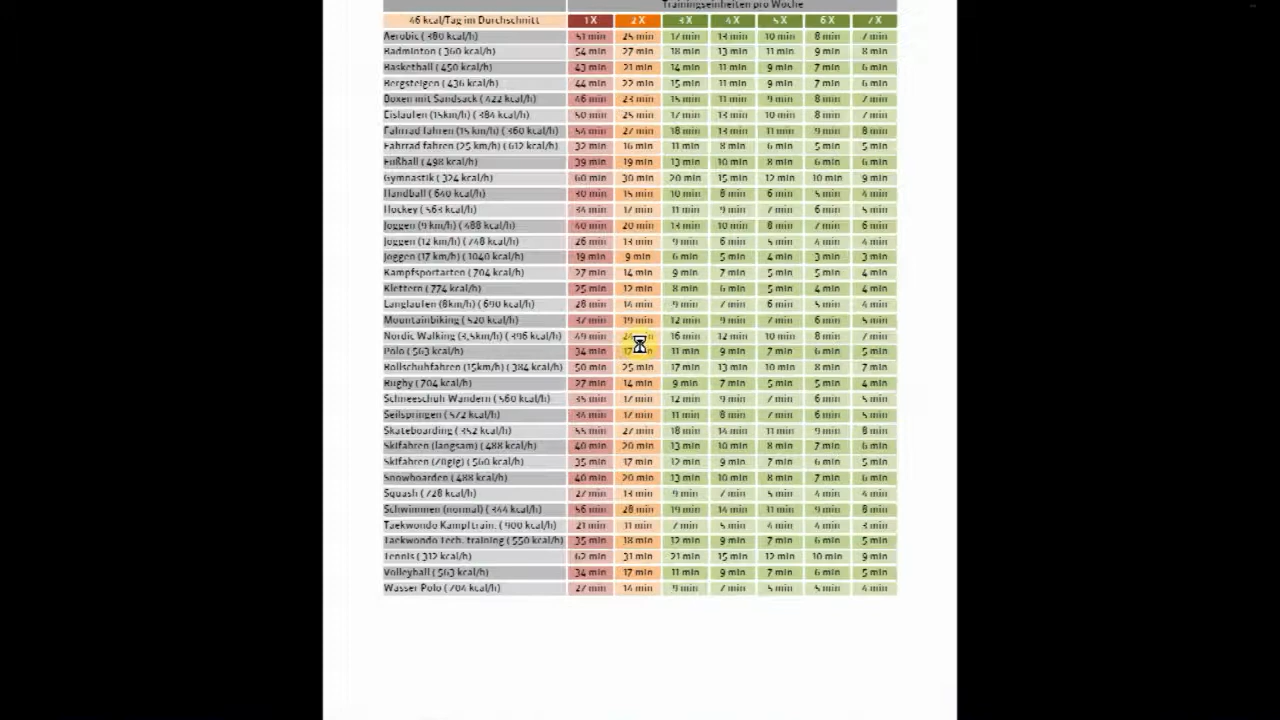 Trainingseinheiten pro Woche
46 kcal/Tag im Durchschnitt 1 X 2 X 3 X 4 X 5 X 6 X 7 X
Aerobic ( 380 kcal/h) 51 min 25 min 17 min 13 min 10 min 8 min 7 min
Badminton ( 360 kcal/h) 54 min 27 min 18 min 13 min 11 min 9 min 8 min
Basketball ( 450 kcal/h) 43 min 21 min 14 min 11 min 9 min 7 min 6 min
Bergsteigen ( 436 kcal/h) 44 min 22 min 15 min 11 min 9 min 7 min 6 min
Boxen mit Sandsack ( 422 kcal/h) 46 min 23 min 15 min 11 min 9 min 8 min 7 min
Eislaufen (15km/h) ( 384 kcal/h) 50 min 25 min 17 min 13 min 10 min 8 min 7 min
Fahrrad fahren (15 km/h) ( 360 kcal/h) 54 min 27 min 18 min 13 min 11 min 9 min 8 min
Fahrrad fahren (25 km/h) ( 612 kcal/h) 32 min 16 min 11 min 8 min 6 min 5 min 5 min
Fußball ( 498 kcal/h) 39 min 19 min 13 min 10 min 8 min 6 min 6 min
Gymnastik ( 324 kcal/h) 60 min 30 min 20 min 15 min 12 min 10 min 9 min
Handball ( 640 kcal/h) 30 min 15 min 10 min 8 min 6 min 5 min 4 min
Hockey ( 563 kcal/h) 34 min 17 min 11 min 9 min 7 min 6 min 5 min
Joggen (9 km/h) ( 488 kcal/h) 40 min 20 min 13 min 10 min 8 min 7 min 6 min
Joggen (12 km/h) ( 748 kcal/h) 26 min 13 min 9 min 6 min 5 min 4 min 4 min
Joggen (17 km/h) ( 1040 kcal/h) 19 min 9 min 6 min 5 min 4 min 3 min 3 min
Kampfsportarten ( 704 kcal/h) 27 min 14 min 9 min 7 min 5 min 5 min 4 min
Klettern ( 774 kcal/h) 25 min 12 min 8 min 6 min 5 min 4 min 4 min
Langlaufen (8km/h) ( 690 kcal/h) 28 min 14 min 9 min 7 min 6 min 5 min 4 min
Mountainbiking ( 520 kcal/h) 37 min 19 min 12 min 9 min 7 min 6 min 5 min
Nordic Walking (3,5km/h) ( 396 kcal/h) 49 min 16 min 12 min 10 min 8 min 7 min
Polo ( 563 kcal/h) 34 min 11 min 9 min 7 min 6 min 5 min
Rollschuhfahren (15km/h) ( 384 kcal/h) 50 min 25 min 17 min 13 min 10 min 8 min 7 min
Rugby ( 704 kcal/h) 27 min 14 min 9 min 7 min 5 min 5 min 4 min
Schneeschuh Wandern ( 560 kcal/h) 35 min 17 min 12 min 9 min 7 min 6 min 5 min
Seilspringen ( 572 kcal/h) 34 min 17 min 11 min 8 min 7 min 6 min 5 min
Skateboarding ( 352 kcal/h) 55 min 27 min 18 min 14 min 11 min 9 min 8 min
Skifahren (langsam) ( 488 kcal/h) 40 min 20 min 13 min 10 min 8 min 7 min 6 min
Skifahren (zügig) ( 560 kcal/h) 35 min 17 min 12 min 9 min 7 min 6 min 5 min
Snowboarden ( 488 kcal/h) 40 min 20 min 13 min 10 min 8 min 7 min 6 min
Squash ( 728 kcal/h) 27 min 13 min 9 min 7 min 5 min 4 min 4 min
Schwimmen (normal) ( 344 kcal/h) 56 min 28 min 19 min 14 min 11 min 9 min 8 min
Taekwondo Kampftrain. ( 900 kcal/h) 21 min 11 min 7 min 5 min 4 min 4 min 3 min
Taekwondo Tech. training ( 550 kcal/h) 35 min 18 min 12 min 9 min 7 min 6 min 5 min
Tennis ( 312 kcal/h) 62 min 31 min 21 min 15 min 12 min 10 min 9 min
Volleyball ( 563 kcal/h) 34 min 17 min 11 min 9 min 7 min 6 min 5 min
Wasser Polo ( 704 kcal/h) 27 min 14 min 9 min 7 min 5 min 5 min 4 min